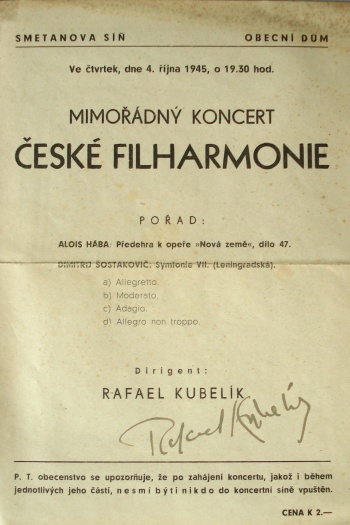 SMETANOVA SÍŇ OBECNÍ DŮM
Ve čtvrtek, dne 4. října 1945, o 19.30 hod.
MIMOŘÁDNÝ KONCERT
ČESKÉ FILHARMONIE
POŘAD:
ALOIS HÁBA: Předehra k opeře »Nová země«, dílo 47.
DIMITRIJ ŠOSTAKOVIČ: Symfonie VII. (Leningradská).
a) Allegretto.
b) Moderato.
c) Adagio.
d) Allegro non troppo.
Dirigent:
RAFAEL KUBELÍK
Rafael Kubelík
P. T. obecenstvo se upozorňuje, že po zahájení koncertu, jakož i během
jednotlivých jeho částí, nesmí býti nikdo do koncertní síně vpuštěn.
CENA K 2.—